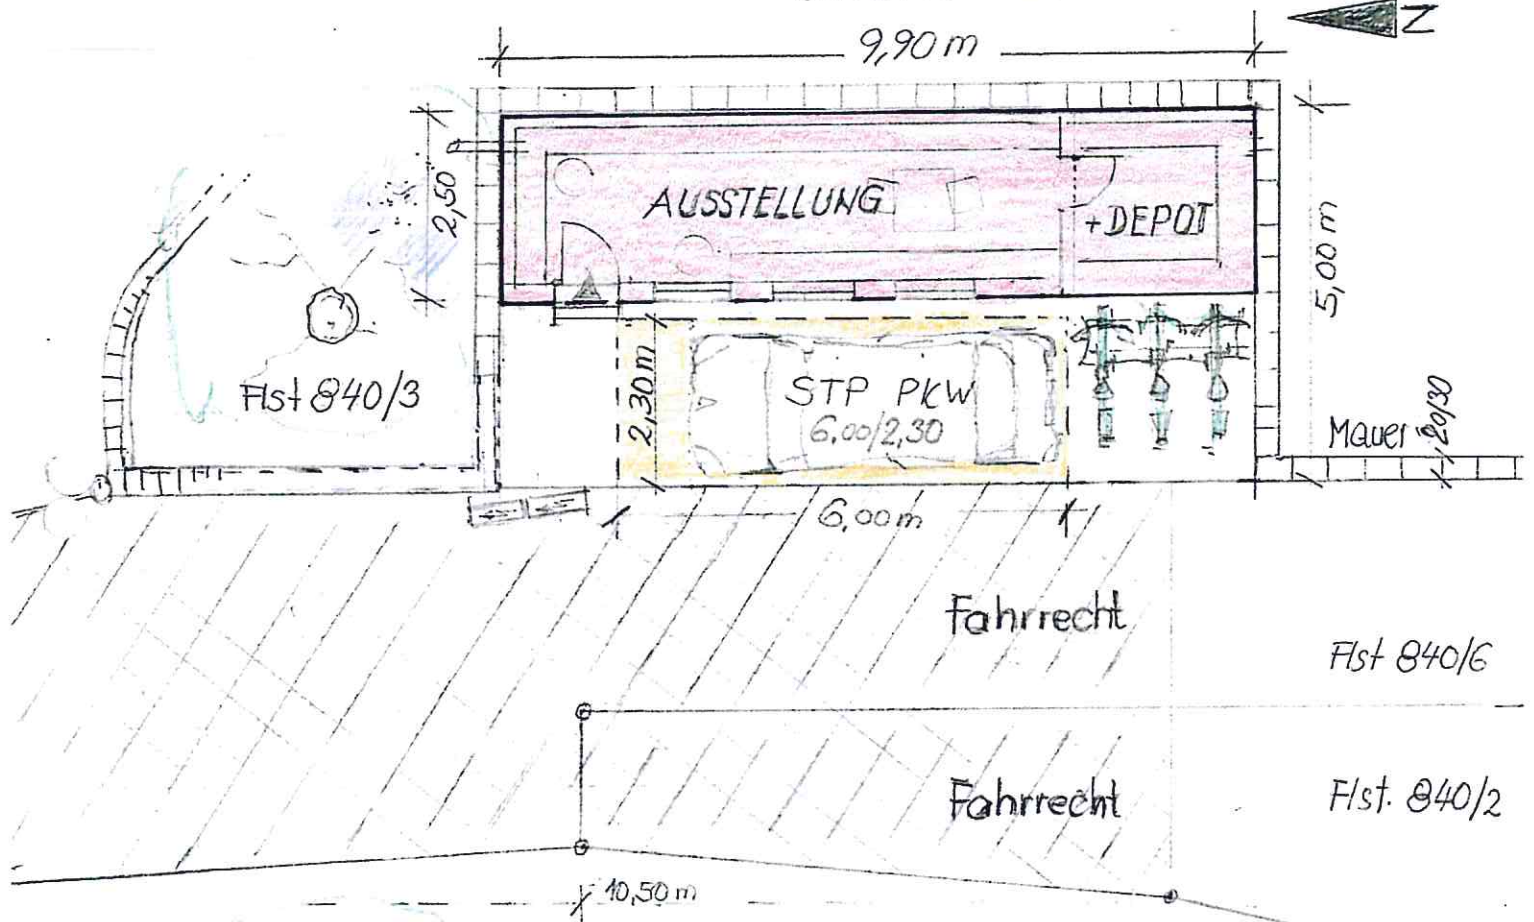 N
9,90 m
2,50
AUSSTELLUNG
+ DEPOT
5,00 m
Flst 840/3
2,30 m
STP PKW
6.00/2,30
Mauer 20/30
6,00 m
Fahrrecht
Flst 840/6
Fahrrecht
Flst. 840/2
10,50 m